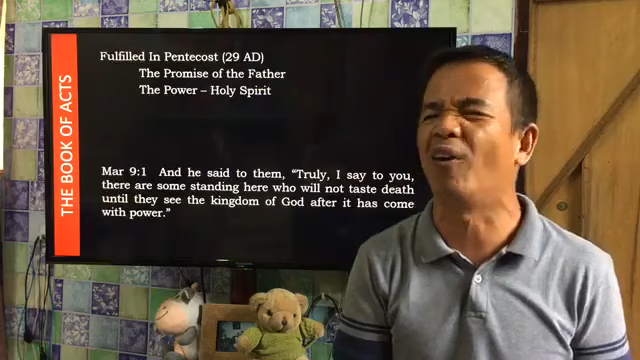 THE BOOK OF ACTS
Fulfilled In Pentecost (29 AD)
The Promise of the Father
The Power – Holy Spirit
Mar 9:1 And he said to them, “Truly, I say to you,
there are some standing here who will not taste death
until they see the kingdom of God after it has come
with power.”